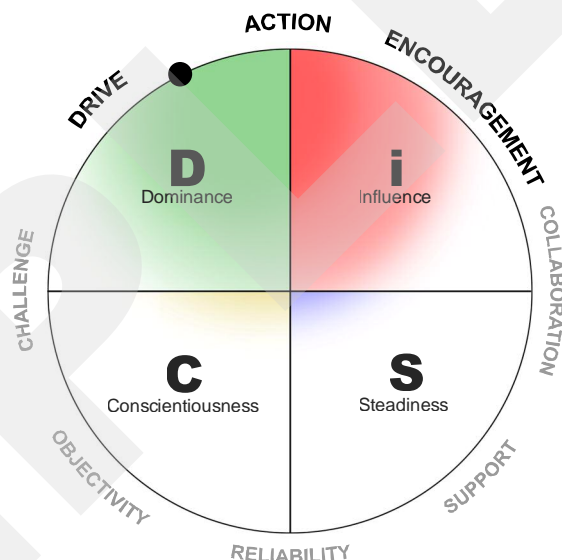 ACTION
DRIVE
ENCOURAGEMENT
D
Dominance
i
Influence
CHALLENGE
COLLABORATION
C
Conscientiousness
S
Steadiness
OBJECTIVITY
SUPPORT
RELIABILITY